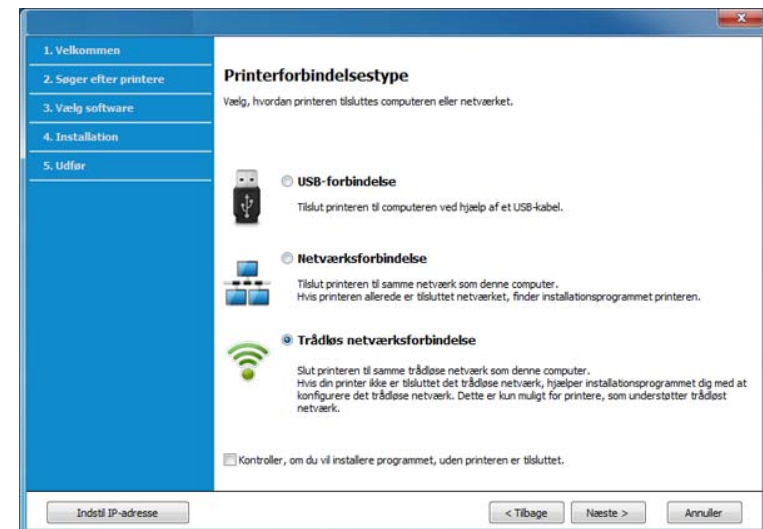 1. Velkommen
2. Søger efter printere
3. Vælg software
4. Installation
5. Udfør
Printerforbindelsestype
Vælg, hvordan printeren tilsluttes computeren eller netværket.
USB-forbindelse
Tilslut printeren til computeren ved hjælp af et USB-kabel.
Netværksforbindelse
Tilslut printeren til samme netværk som denne computer.
Hvis printeren allerede er tilsluttet netværket, finder installationsprogrammet printeren.
Trådløs netværksforbindelse
Slut printeren til samme trådløse netværk som denne computer.
Hvis din printer ikke er tilsluttet det trådløse netværk, hjælper installationsprogrammet dig med at
konfigurere det trådløse netværk. Dette er kun muligt for printere, som understøtter trådløst
netværk.
Kontroller, om du vil installere programmet, uden printeren er tilsluttet.
Indstil IP-adresse
< Tilbage
Næste >
Annuller